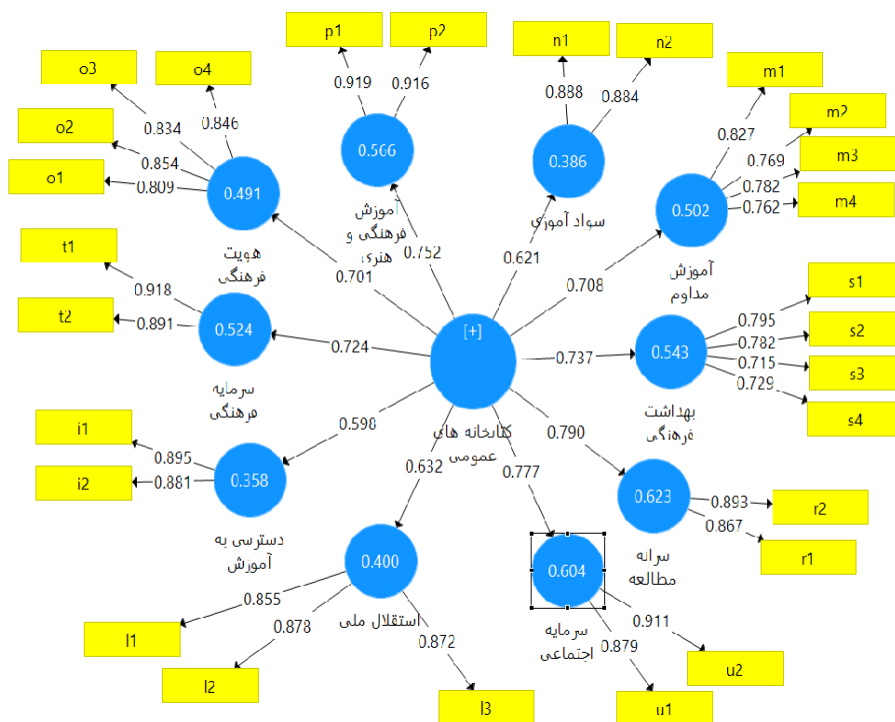 p1
p2
n1
n2
o3
o4
m1
m2
o2
m3
o1
m4
0.919
0.916
0.888
0.884
0.834
0.846
0.827
0.854
0.769
0.809
0.782
0.762
0.566
0.386
0.491
0.502
آموزش
فرهنگی و
هنری
سواد آموزی
هویت
فرهنگی
آموزش
مداوم
0.752
0.621
0.701
0.708
t1
t2
s1
s2
s3
s4
0.918
0.891
0.795
0.782
0.715
0.729
0.524
[+]
0.543
0.724
0.737
سرمایه
فرهنگی
کتابخانه های
عمومی
بهداشت
فرهنگی
0.598
0.790
0.632
0.777
i1
i2
0.895
0.881
0.358
0.623
0.893
0.867
r2
r1
دسترسی به
آموزش
سرانه
مطالعه
0.400
0.604
استقلال ملی
سرمایه
اجتماعی
0.855
0.878
0.872
0.911
0.879
l1
l2
l3
u2
u1